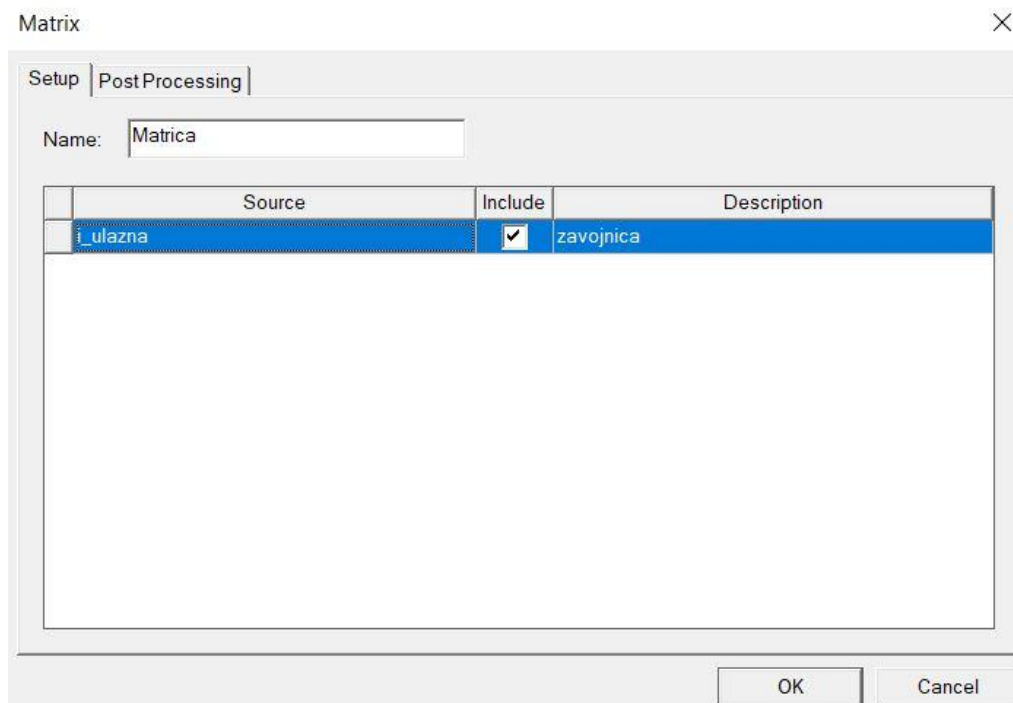 Matrix
Setup Post Processing
Name: Matrica
Source Include Description
i_ulazna zavojnica
OK Cancel